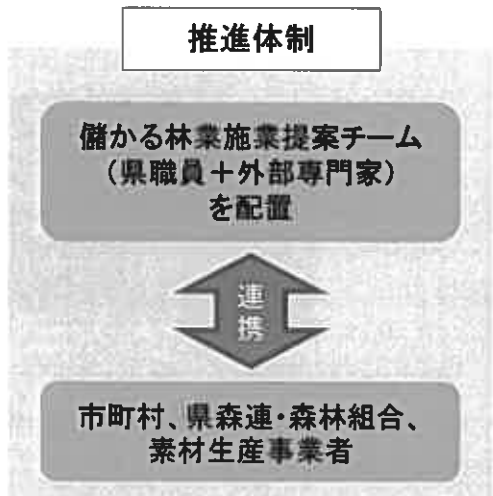 推進体制
儲かる林業施業提案チーム
（県職員＋外部専門家）
を配置
連携
市町村、県森連・森林組合、
素材生産事業者